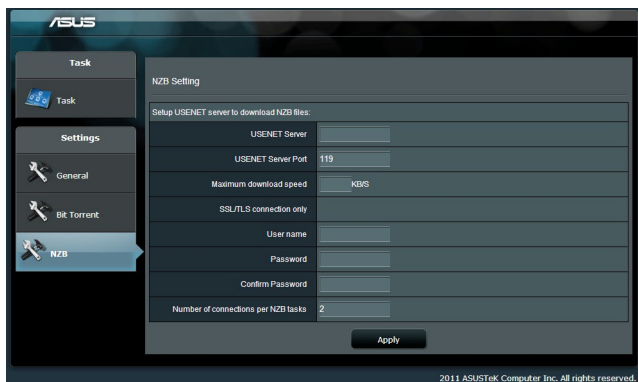 ASUS
Task
Task
Settings
General
Bit Torrent
NZB
NZB Setting
Setup USENET server to download NZB files:
USENET Server
USENET Server Port 119
Maximum download speed KB/S
SSL/TLS connection only
User name
Password
Confirm Password
Number of connections per NZB tasks 2
Apply
2011 ASUSTeK Computer Inc. All rights reserved.